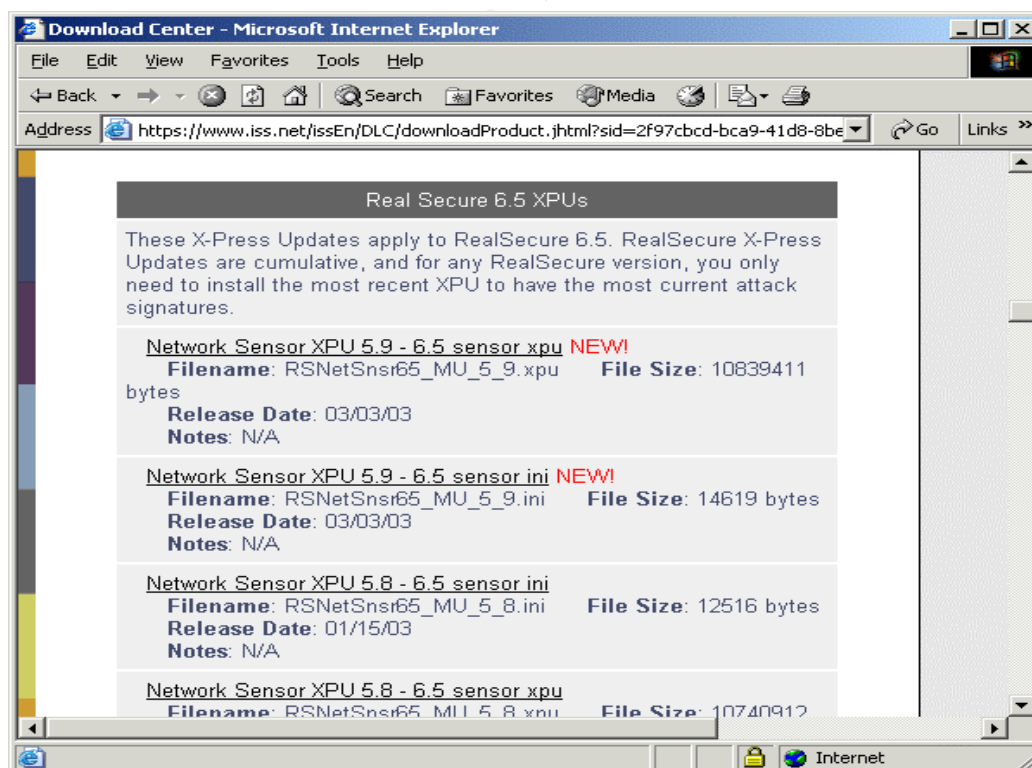 Download Center - Microsoft Internet Explorer
File Edit View Favorites Tools Help
Back Search Favorites Media
Address https://www.iss.net/issEn/DLC/downloadProduct.jhtml?sid=2f97cbcd-bca9-41d8-8be Go Links »
Real Secure 6.5 XPUs
These X-Press Updates apply to RealSecure 6.5. RealSecure X-Press
Updates are cumulative, and for any RealSecure version, you only
need to install the most recent XPU to have the most current attack
signatures.
Network Sensor XPU 5.9 - 6.5 sensor xpu NEW!
Filename: RSNetSnsr65_MU_5_9.xpu File Size: 10839411
bytes
Release Date: 03/03/03
Notes: N/A
Network Sensor XPU 5.9 - 6.5 sensor ini NEW!
Filename: RSNetSnsr65_MU_5_9.ini File Size: 14619 bytes
Release Date: 03/03/03
Notes: N/A
Network Sensor XPU 5.8 - 6.5 sensor ini
Filename: RSNetSnsr65_MU_5_8.ini File Size: 12516 bytes
Release Date: 01/15/03
Notes: N/A
Network Sensor XPU 5.8 - 6.5 sensor xpu
Filename: RSNetSnsr65_MU_5_8.xpu File Size: 10740912
Internet